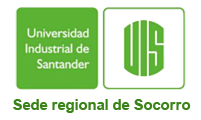 Universidad
Industrial de
Santander
UIS
Sede regional de Socorro